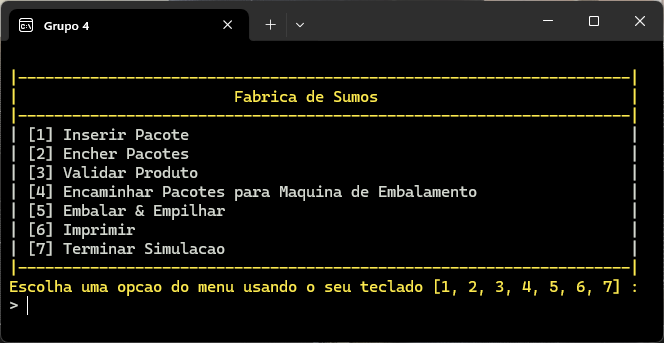 Grupo 4
|--------------------------------------------------------------------|
| Fabrica de Sumos |
|--------------------------------------------------------------------|
| [1] Inserir Pacote |
| [2] Encher Pacotes |
| [3] Validar Produto |
| [4] Encaminhar Pacotes para Maquina de Embalamento |
| [5] Embalar & Empilhar |
| [6] Imprimir |
| [7] Terminar Simulacao |
|--------------------------------------------------------------------|
Escolha uma opcao do menu usando o seu teclado [1, 2, 3, 4, 5, 6, 7] :
>